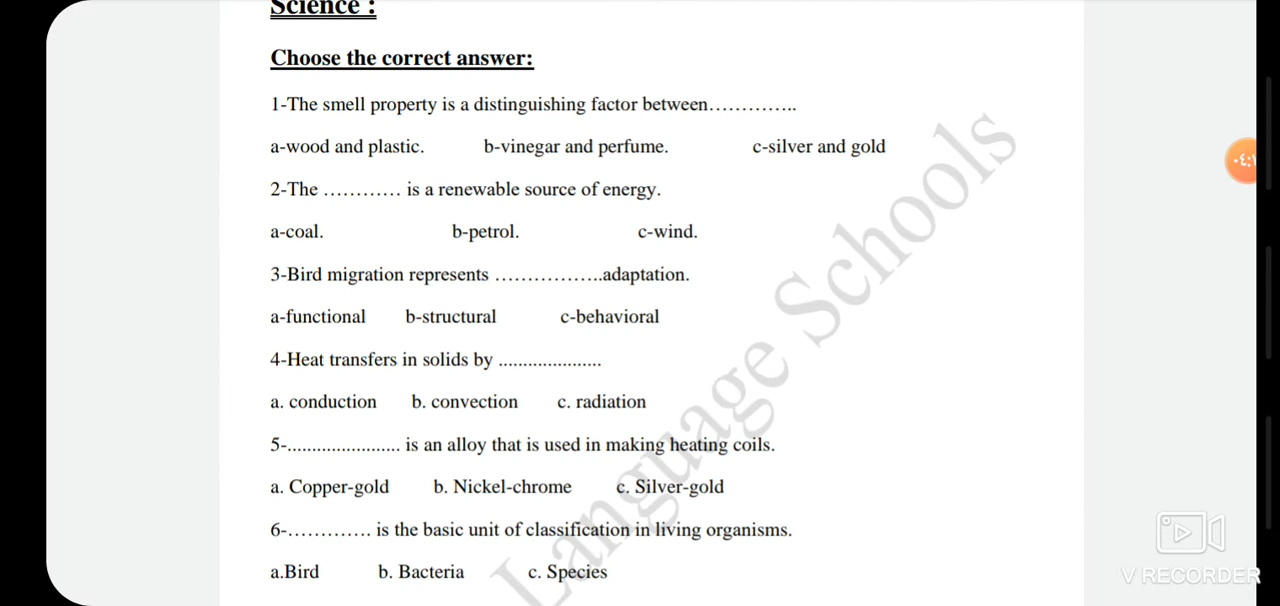 Science :
Choose the correct answer:
1-The smell property is a distinguishing factor between…………..
a-wood and plastic. b-vinegar and perfume. c-silver and gold
2-The ………… is a renewable source of energy.
a-coal. b-petrol. c-wind.
3-Bird migration represents ……………..adaptation.
a-functional b-structural c-behavioral
4-Heat transfers in solids by .....................
a. conduction b. convection c. radiation
5-....................... is an alloy that is used in making heating coils.
a. Copper-gold b. Nickel-chrome c. Silver-gold
6-…………. is the basic unit of classification in living organisms.
a.Bird b. Bacteria c. Species
Language Schools
V RECORDER